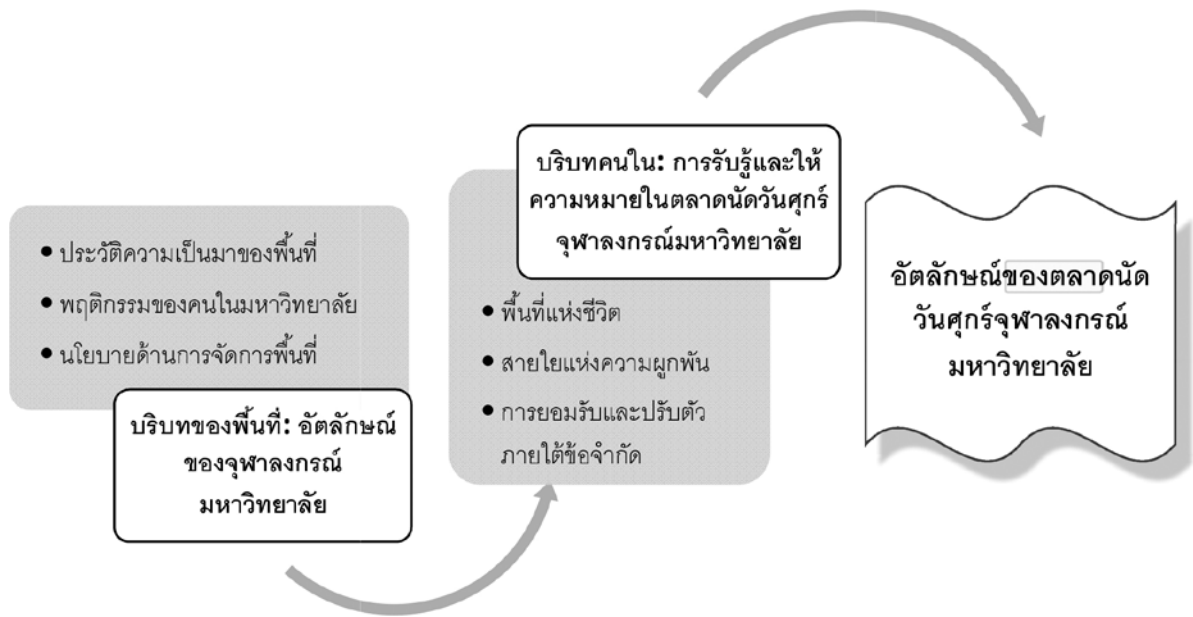 ● ประวัติความเป็นมาของพื้นที่
● พฤติกรรมของคนในมหาวิทยาลัย
● นโยบายด้านการจัดการพื้นที่
บริบทของพื้นที่: อัตลักษณ์
ของจุฬาลงกรณ์
มหาวิทยาลัย
บริบทคนใน: การรับรู้และให้
ความหมายในตลาดนัดวันศุกร์
จุฬาลงกรณ์มหาวิทยาลัย
● พื้นที่แห่งชีวิต
● สายใยแห่งความผูกพัน
● การยอมรับและปรับตัว
ภายใต้ข้อจำกัด
อัตลักษณ์ของตลาดนัด
วันศุกร์จุฬาลงกรณ์
มหาวิทยาลัย